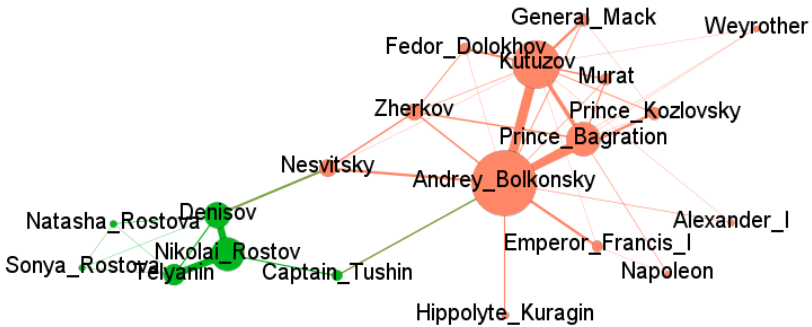 General_Mack
Weyrother
Fedor_Dolokhov
Kutuzov
Murat
Zherkov
Prince_Kozlovsky
Prince_Bagration
Nesvitsky
Andrey_Bolkonsky
Denisov
Natasha_Rostova
Alexander_I
Nikolai_Rostov
Emperor_Francis_I
Sonya_Rostova
Telyanin
Captain_Tushin
Napoleon
Hippolyte_Kuragin